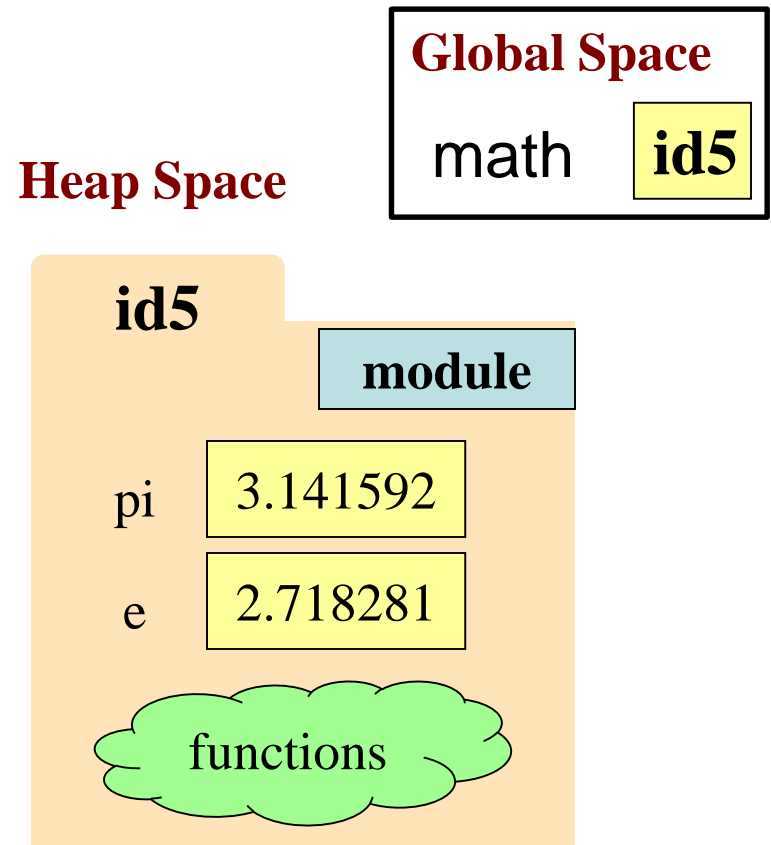 Global Space
math id5
Heap Space
id5
module
pi 3.141592
e 2.718281
functions